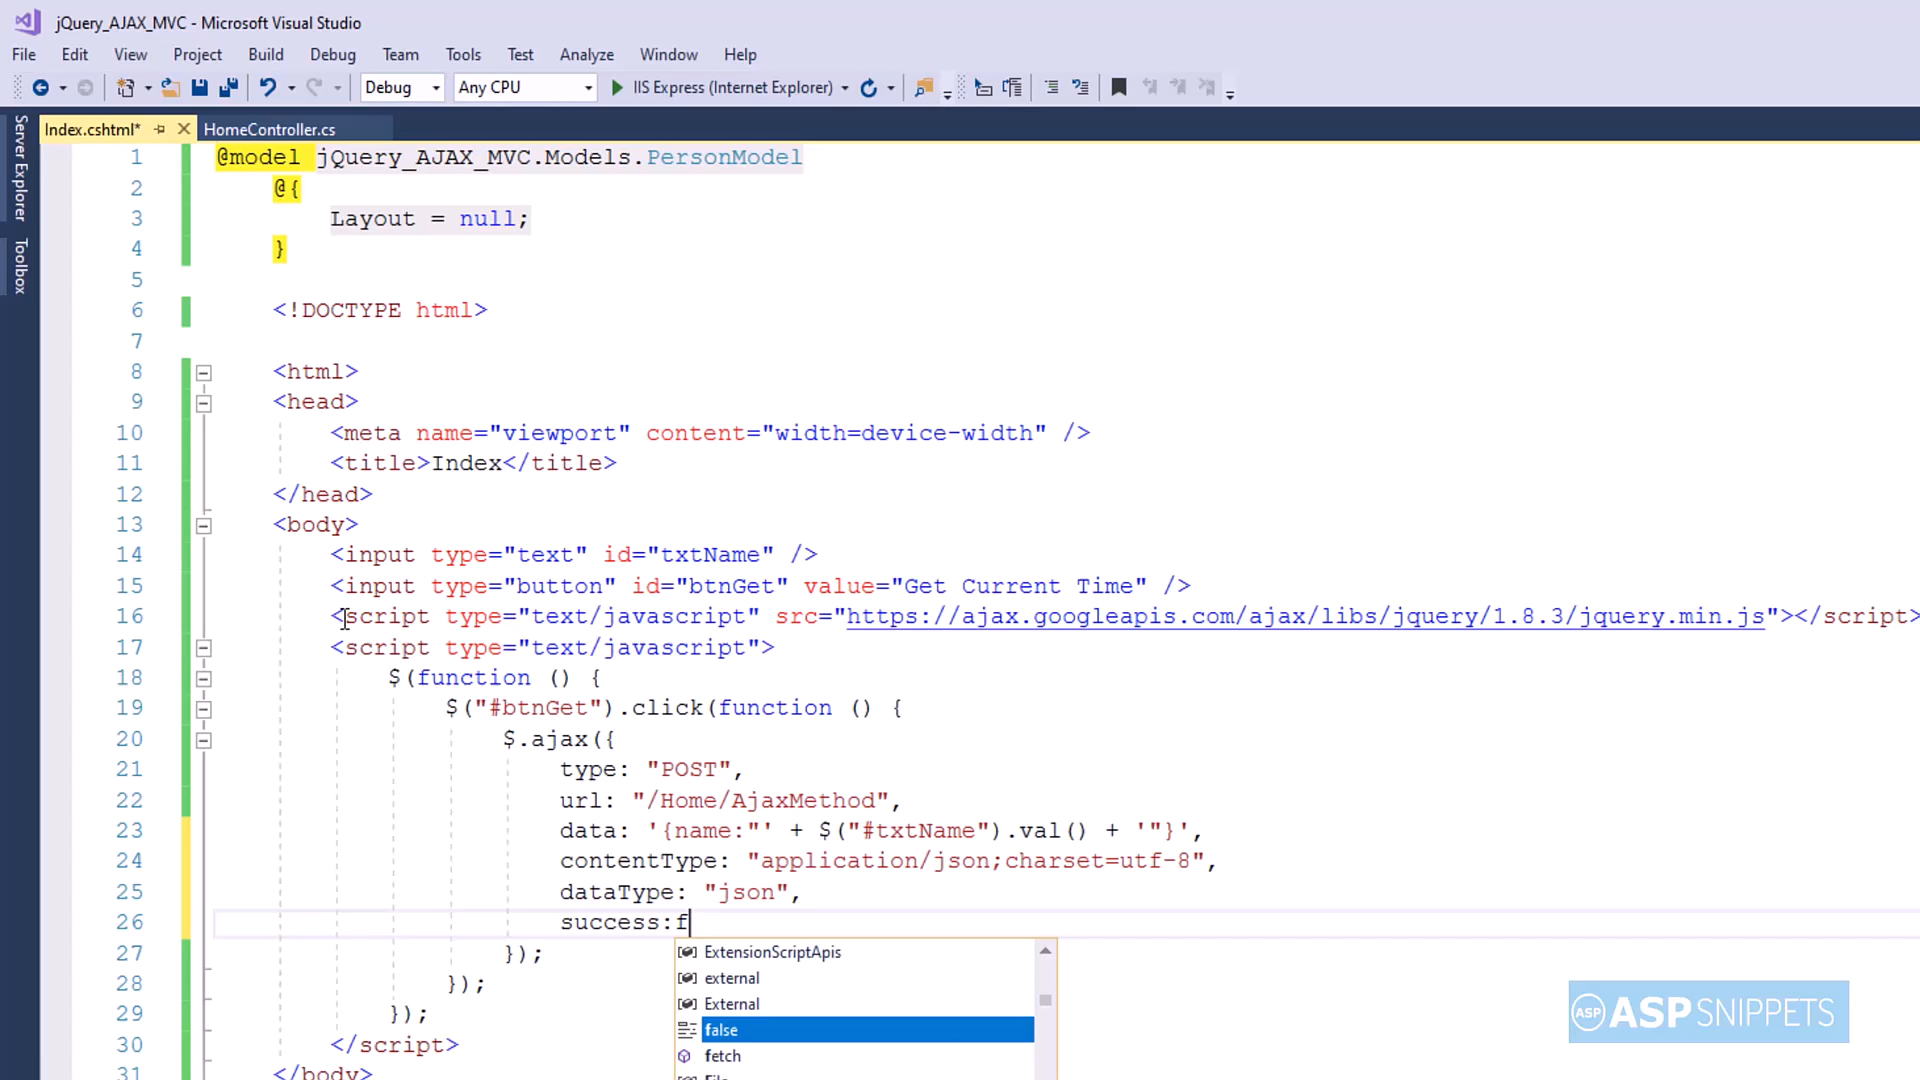 jQuery_AJAX_MVC - Microsoft Visual Studio
File Edit View Project Build Debug Team Tools Test Analyze Window Help
Debug Any CPU IIS Express (Internet Explorer)
Server Explorer
Toolbox
Index.cshtml* HomeController.cs
1 @model jQuery_AJAX_MVC.Models.PersonModel
2 @{
3 Layout = null;
4 }
5
6 <!DOCTYPE html>
7
8 <html>
9 <head>
10 <meta name="viewport" content="width=device-width" />
11 <title>Index</title>
12 </head>
13 <body>
14 <input type="text" id="txtName" />
15 <input type="button" id="btnGet" value="Get Current Time" />
16 <script type="text/javascript" src="https://ajax.googleapis.com/ajax/libs/jquery/1.8.3/jquery.min.js"></script>
17 <script type="text/javascript">
18 $(function () {
19 $("#btnGet").click(function () {
20 $.ajax({
21 type: "POST",
22 url: "/Home/AjaxMethod",
23 data: '{name:"' + $("#txtName").val() + '"}',
24 contentType: "application/json;charset=utf-8",
25 dataType: "json",
26 success:f
27 });
28 });
29 });
30 </script>
31 </body>
ExtensionScriptApis
external
External
false
fetch
ASP ASPSNIPPETS